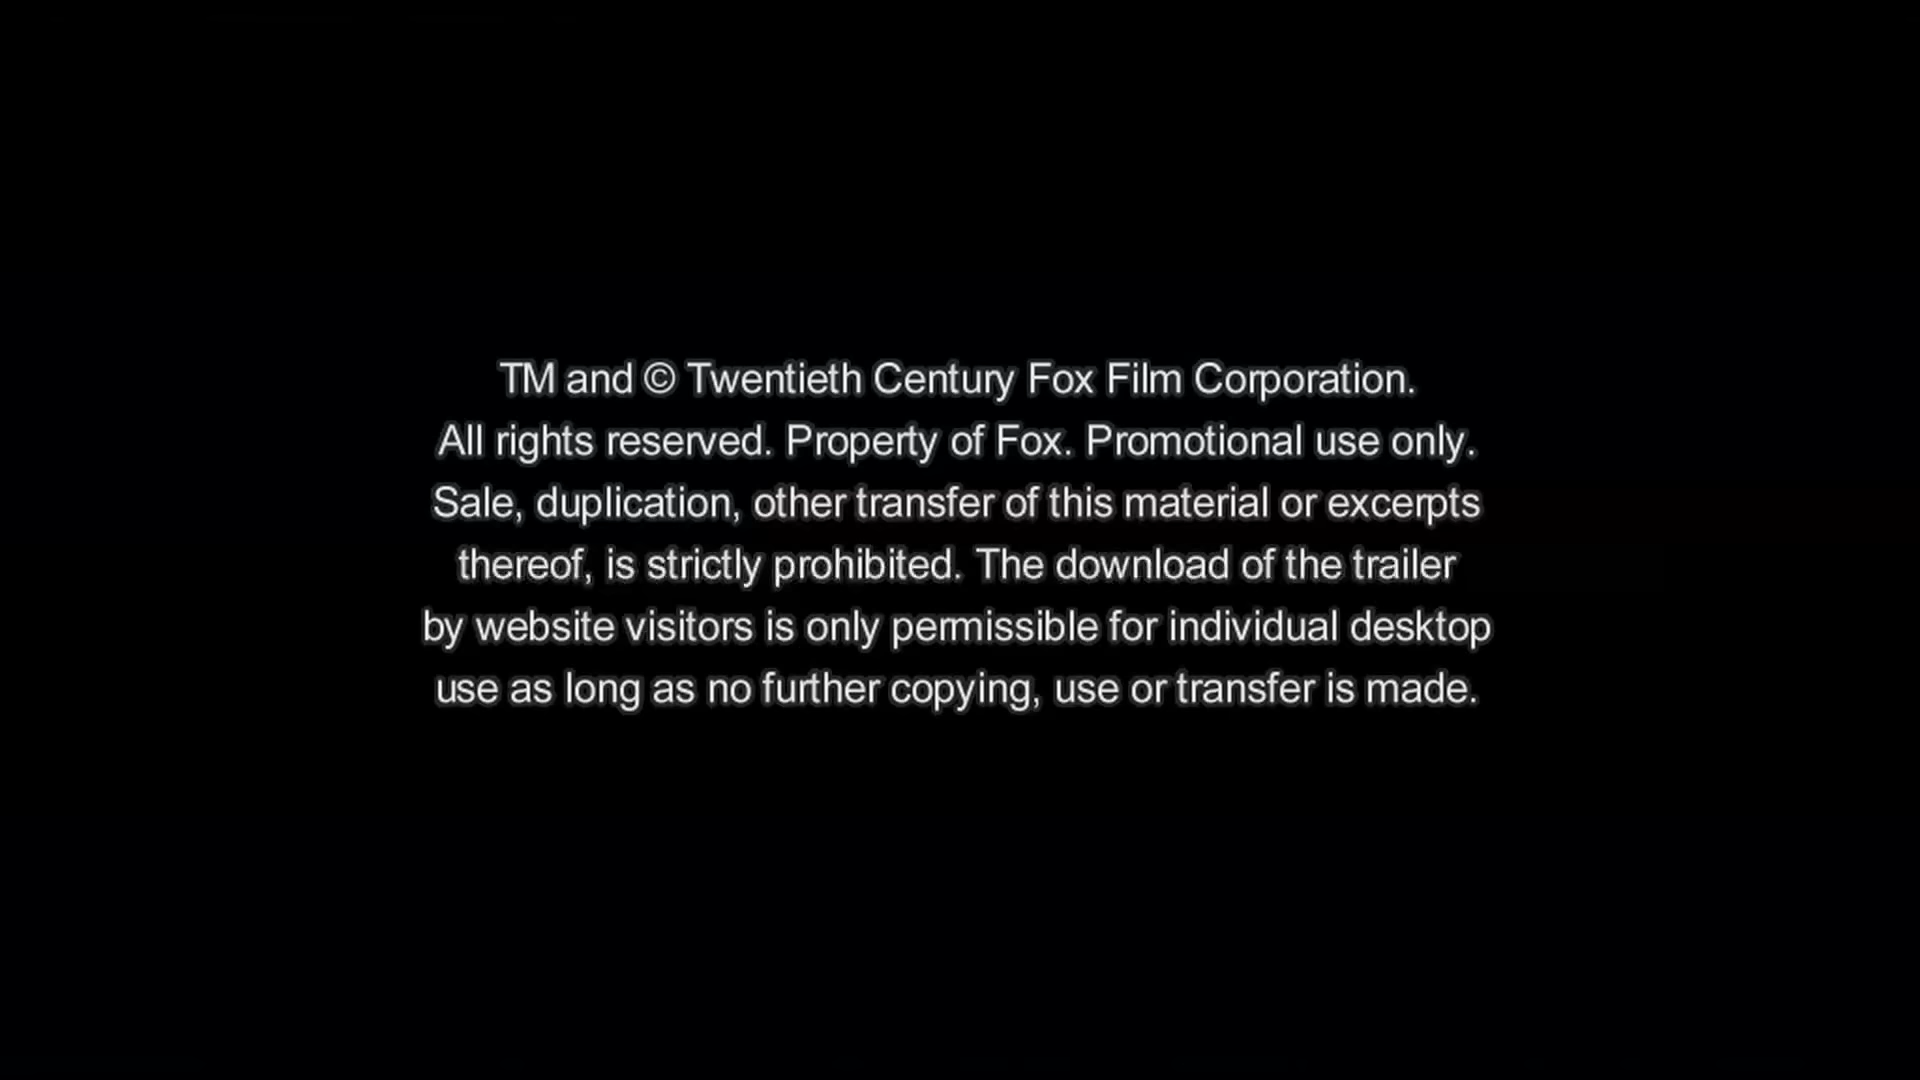 TM and © Twentieth Century Fox Film Corporation.
All rights reserved. Property of Fox. Promotional use only.
Sale, duplication, other transfer of this material or excerpts
thereof, is strictly prohibited. The download of the trailer
by website visitors is only permissible for individual desktop
use as long as no further copying, use or transfer is made.